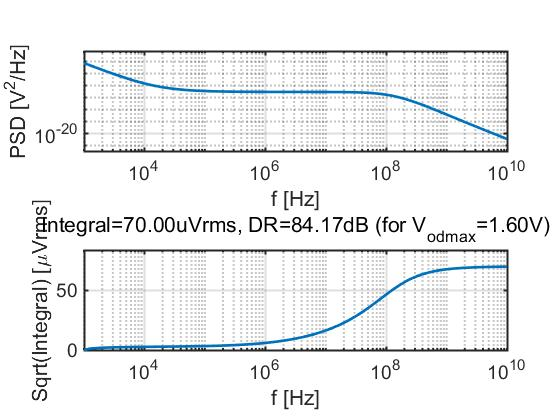 PSD [V²/Hz]
10⁻²⁰
10⁴ 10⁶ 10⁸ 10¹⁰
f [Hz]
Integral=70.00uVrms, DR=84.17dB (for V_odmax=1.60V)
Sqrt(Integral) [μVrms]
50
0
10⁴ 10⁶ 10⁸ 10¹⁰
f [Hz]